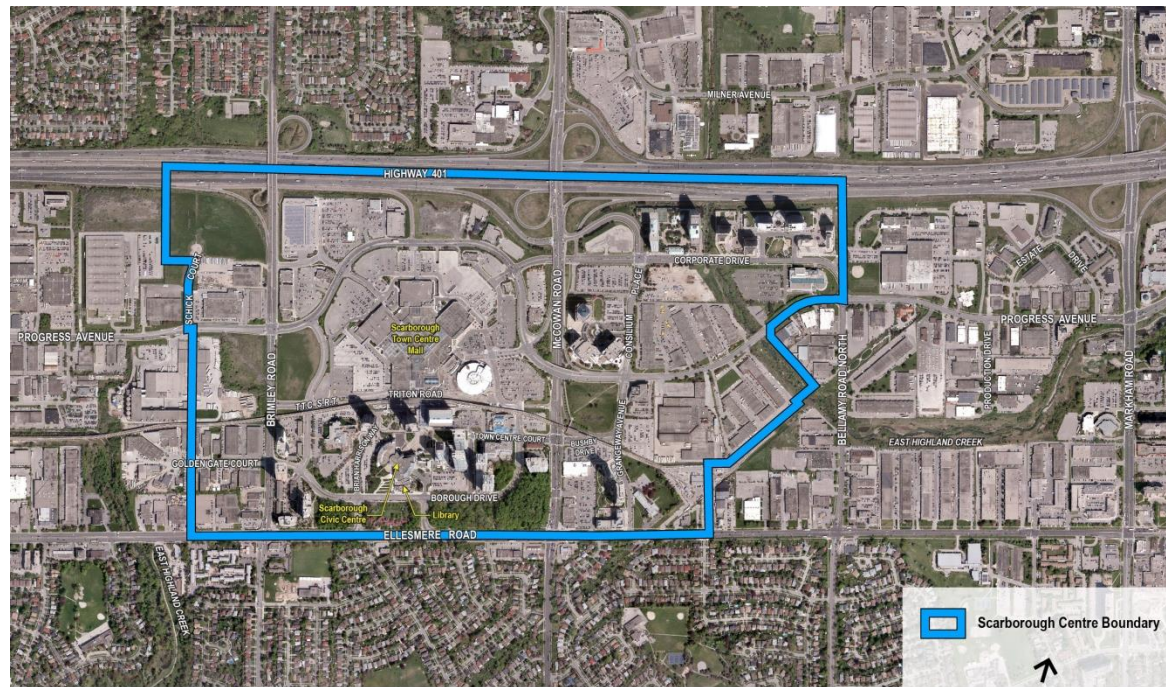 MILNER AVENUE
HIGHWAY 401
SCHICK
COURT
CORPORATE DRIVE
PLACE
CONSILIUM
ESTATE
DRIVE
PROGRESS AVENUE
PROGRESS AVENUE
Scarborough
Town Centre
Mall
MCCOWAN ROAD
BRIMLEY ROAD
PRODUCTION DRIVE
BELLAMY ROAD NORTH
MARKHAM ROAD
T.T.C. S.R.T.
TRITON ROAD
BRIAN HARRISON WAY
TOWN CENTRE COURT
BUSHBY
DRIVE
GRANGEWAY AVENUE
EAST HIGHLAND CREEK
GOLDEN GATE COURT
BOROUGH DRIVE
Scarborough
Civic Centre
Library
ELLESMERE ROAD
EAST HIGHLAND CREEK
Scarborough Centre Boundary